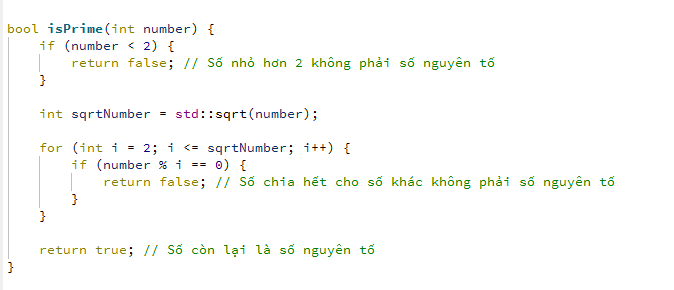 bool isPrime(int number) {
if (number < 2) {
return false; // Số nhỏ hơn 2 không phải số nguyên tố
}
int sqrtNumber = std::sqrt(number);
for (int i = 2; i <= sqrtNumber; i++) {
if (number % i == 0) {
return false; // Số chia hết cho số khác không phải số nguyên tố
}
}
return true; // Số còn lại là số nguyên tố
}